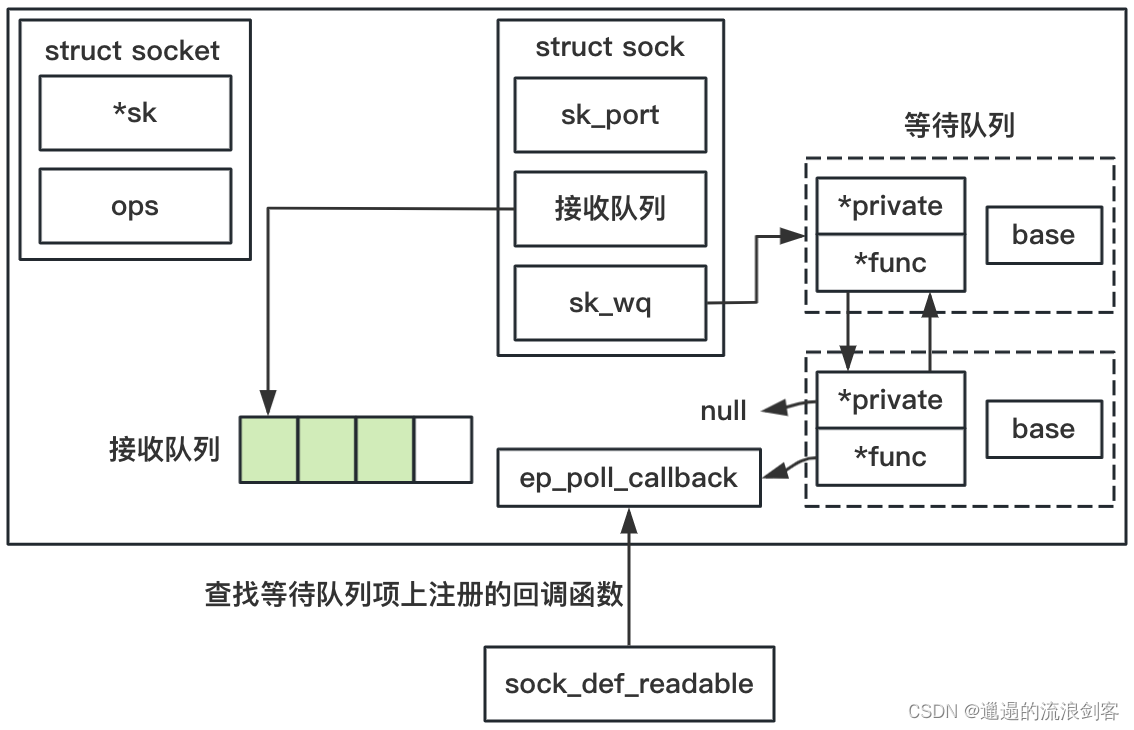 struct socket
*sk
ops
struct sock
sk_port
接收队列
sk_wq
等待队列
*private
*func
base
*private
*func
base
null
接收队列
ep_poll_callback
查找等待队列项上注册的回调函数
sock_def_readable
CSDN @邋遢的流浪剑客